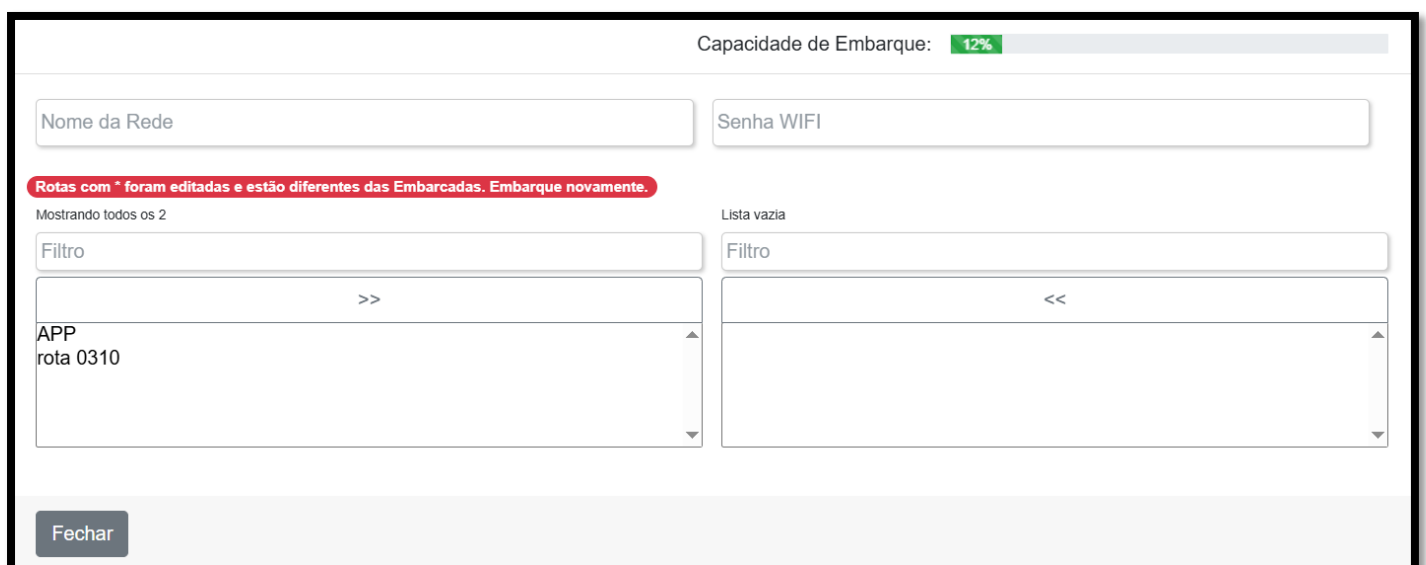 Capacidade de Embarque: 12%
Nome da Rede
Senha WIFI
Rotas com * foram editadas e estão diferentes das Embarcadas. Embarque novamente.
Mostrando todos os 2
Lista vazia
Filtro
Filtro
>>
<<
APP
rota 0310
Fechar